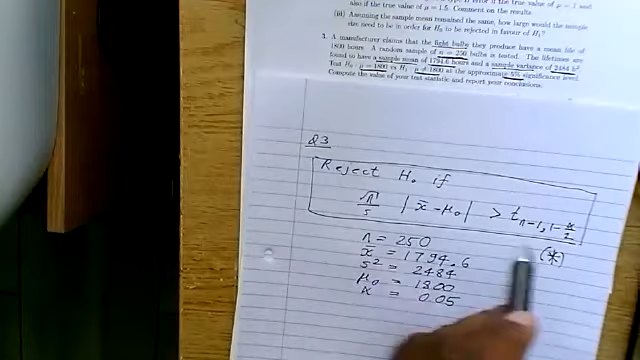 also if the true value of μ = 1.5. Comment on the results.
(iii) Assuming the sample mean remained the same, how large would the sample
size need to be in order for H₀ to be rejected in favour of H₁?
3. A manufacturer claims that the light bulbs they produce have a mean life of
1800 hours. A random sample of n = 250 bulbs is tested. The lifetimes are
found to have a sample mean of 1794.6 hours and a sample variance of 2484 h²
Test H₀ : μ = 1800 vs H₁ : μ ≠ 1800 at the approximate 5% significance level.
Compute the value of your test statistic and report your conclusions.
Q3
Reject H₀ if
√n/s |x̄ - μ₀| > t n-1, 1-α/2
(*)
n = 250
x̄ = 1794.6
s² = 2484
μ₀ = 1800
α = 0.05